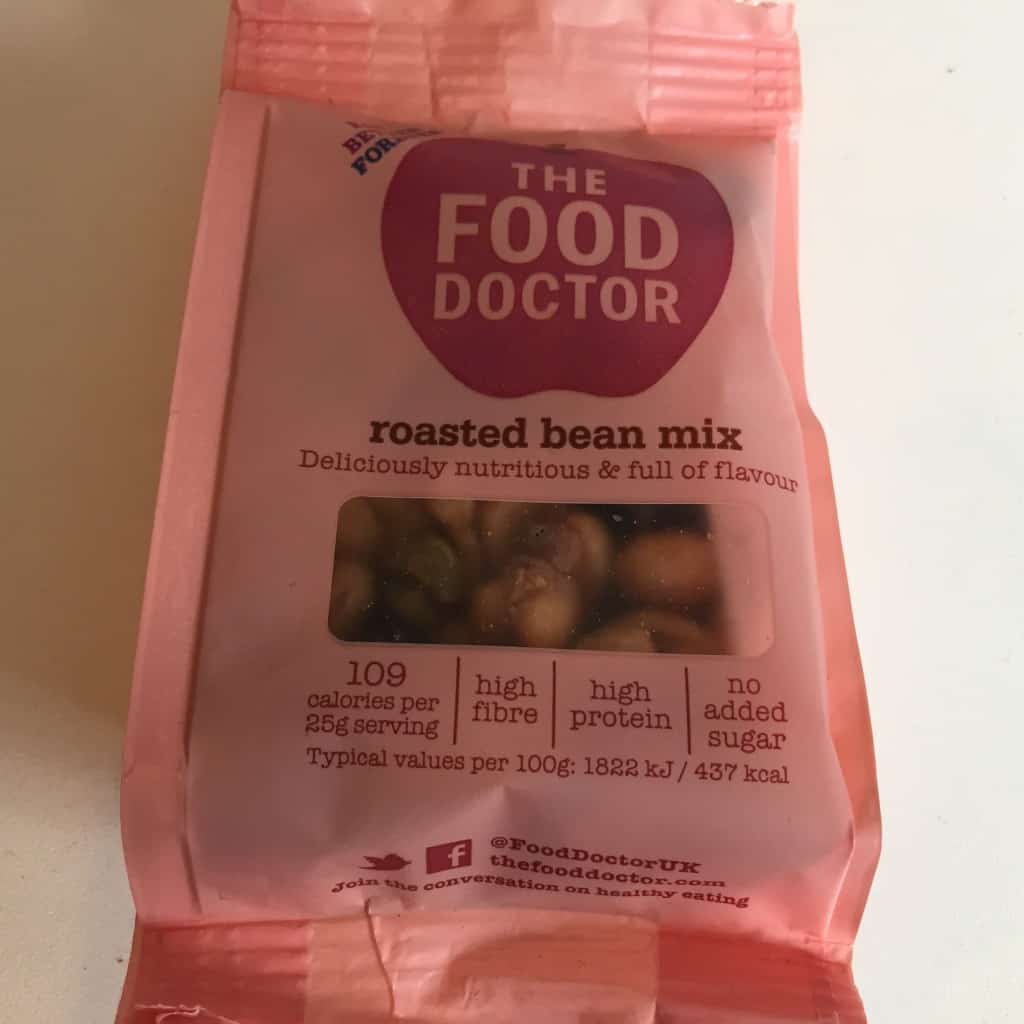 THE
FOOD
DOCTOR
roasted bean mix
Deliciously nutritious & full of flavour
109
calories per
25g serving
high
fibre
high
protein
no
added
sugar
Typical values per 100g: 1822 kJ / 437 kcal
@FoodDoctorUK
thefooddoctor.com
Join the conversation on healthy eating